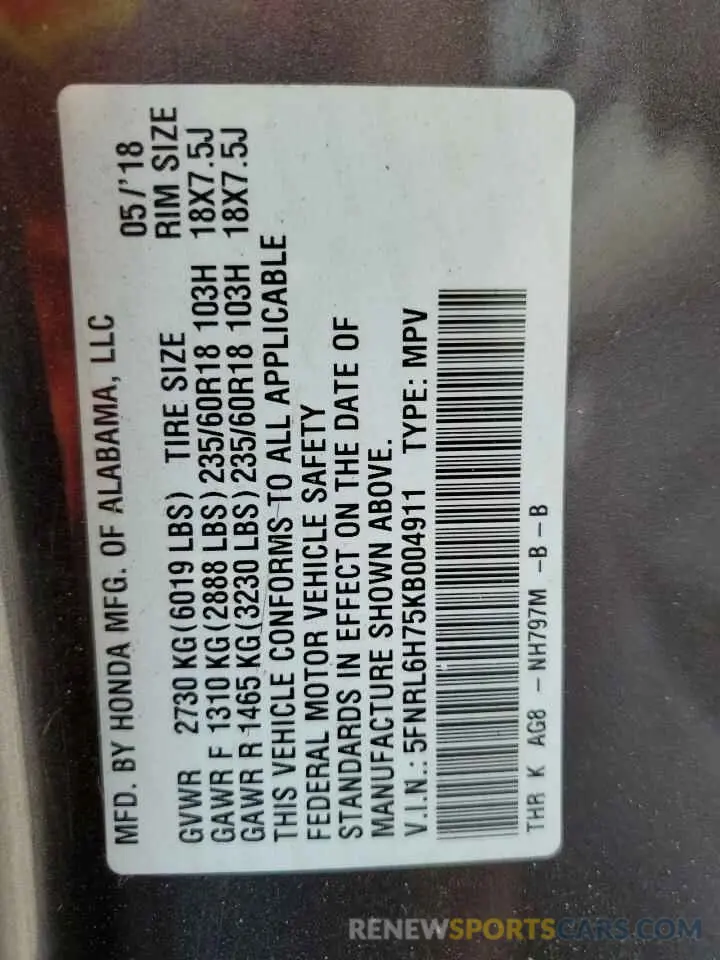 MFD. BY HONDA MFG. OF ALABAMA, LLC 05/'18
GVWR 2730 KG(6019 LBS) TIRE SIZE RIM SIZE
GAWR F 1310 KG(2888 LBS) 235/60R18 103H 18X7.5J
GAWR R 1465 KG(3230 LBS) 235/60R18 103H 18X7.5J
THIS VEHICLE CONFORMS TO ALL APPLICABLE
FEDERAL MOTOR VEHICLE SAFETY
STANDARDS IN EFFECT ON THE DATE OF
MANUFACTURE SHOWN ABOVE.
V.I.N.: 5FNRL6H75KB004911 TYPE: MPV
THR K AG8 - NH797M -B-B
RENEWSPORTSCARS.COM